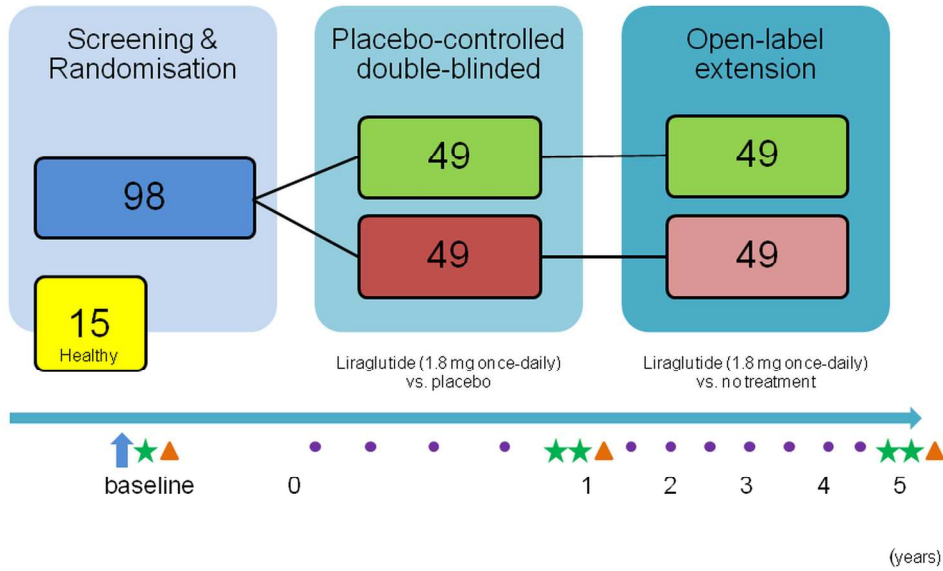 Screening &
Randomisation
Placebo-controlled
double-blinded
Open-label
extension
98
49
49
49
49
15
Healthy
Liraglutide (1.8 mg once-daily)
vs. placebo
Liraglutide (1.8 mg once-daily)
vs. no treatment
baseline 0 1 2 3 4 5
(years)